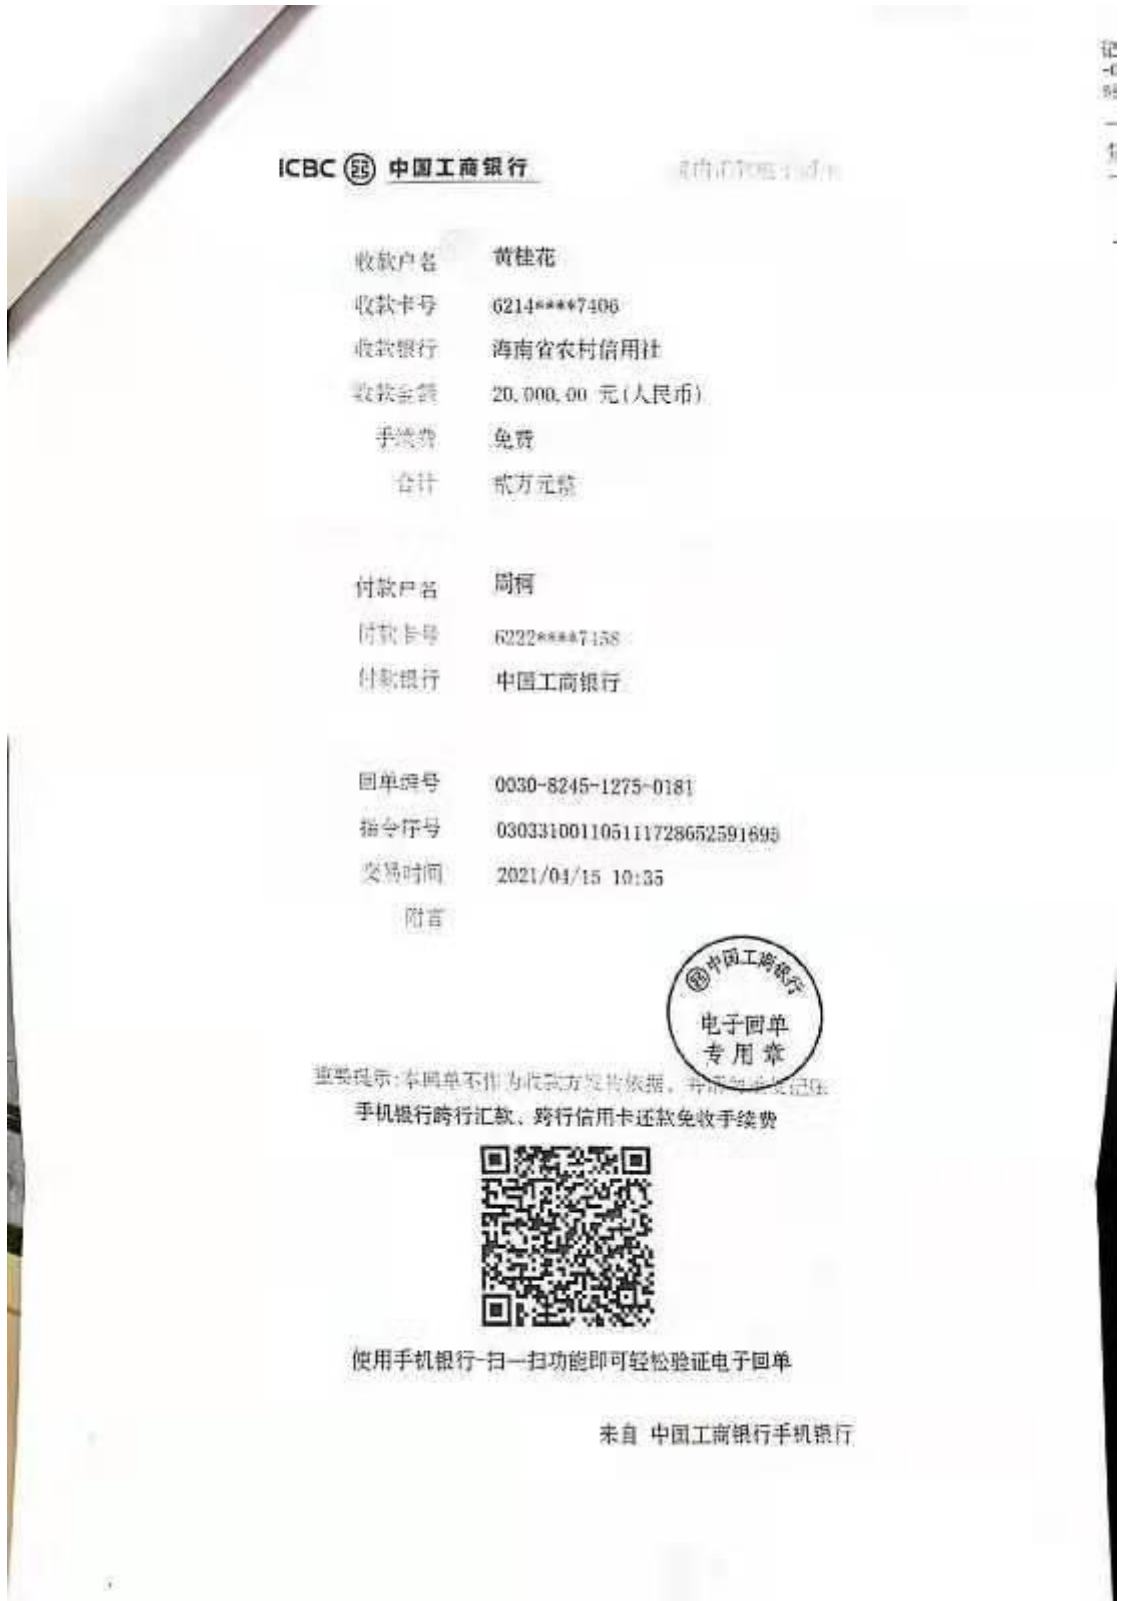 ICBC 中国工商银行
收款户名 黄桂花
收款卡号 6214****7406
收款银行 海南省农村信用社
收款金额 20,000.00 元(人民币)
手续费 免费
合计 贰万元整
付款户名 周柯
付款卡号 6222****7158
付款银行 中国工商银行
回单编号 0030-8245-1275-0181
指令序号 0303310011051117286525916​95
交易时间 2021/04/15 10:35
附言
中国工商银行
电子回单
专用章
重要提示:本回单不作为收款方发货依据,
手机银行跨行汇款、跨行信用卡还款免收手续费
使用手机银行-扫一扫功能即可轻松验证电子回单
来自 中国工商银行手机银行